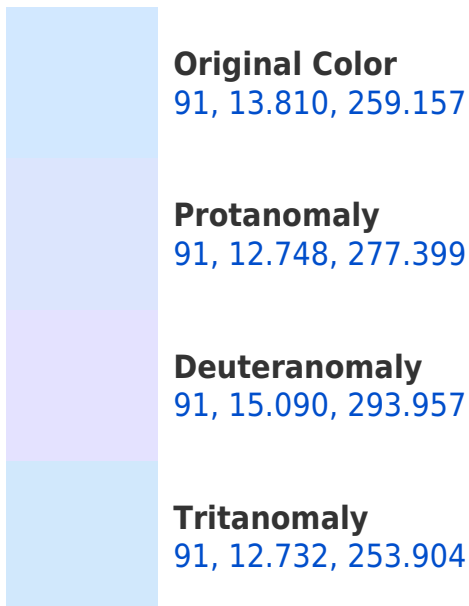 Original Color
91, 13.810, 259.157
Protanomaly
91, 12.748, 277.399
Deuteranomaly
91, 15.090, 293.957
Tritanomaly
91, 12.732, 253.904